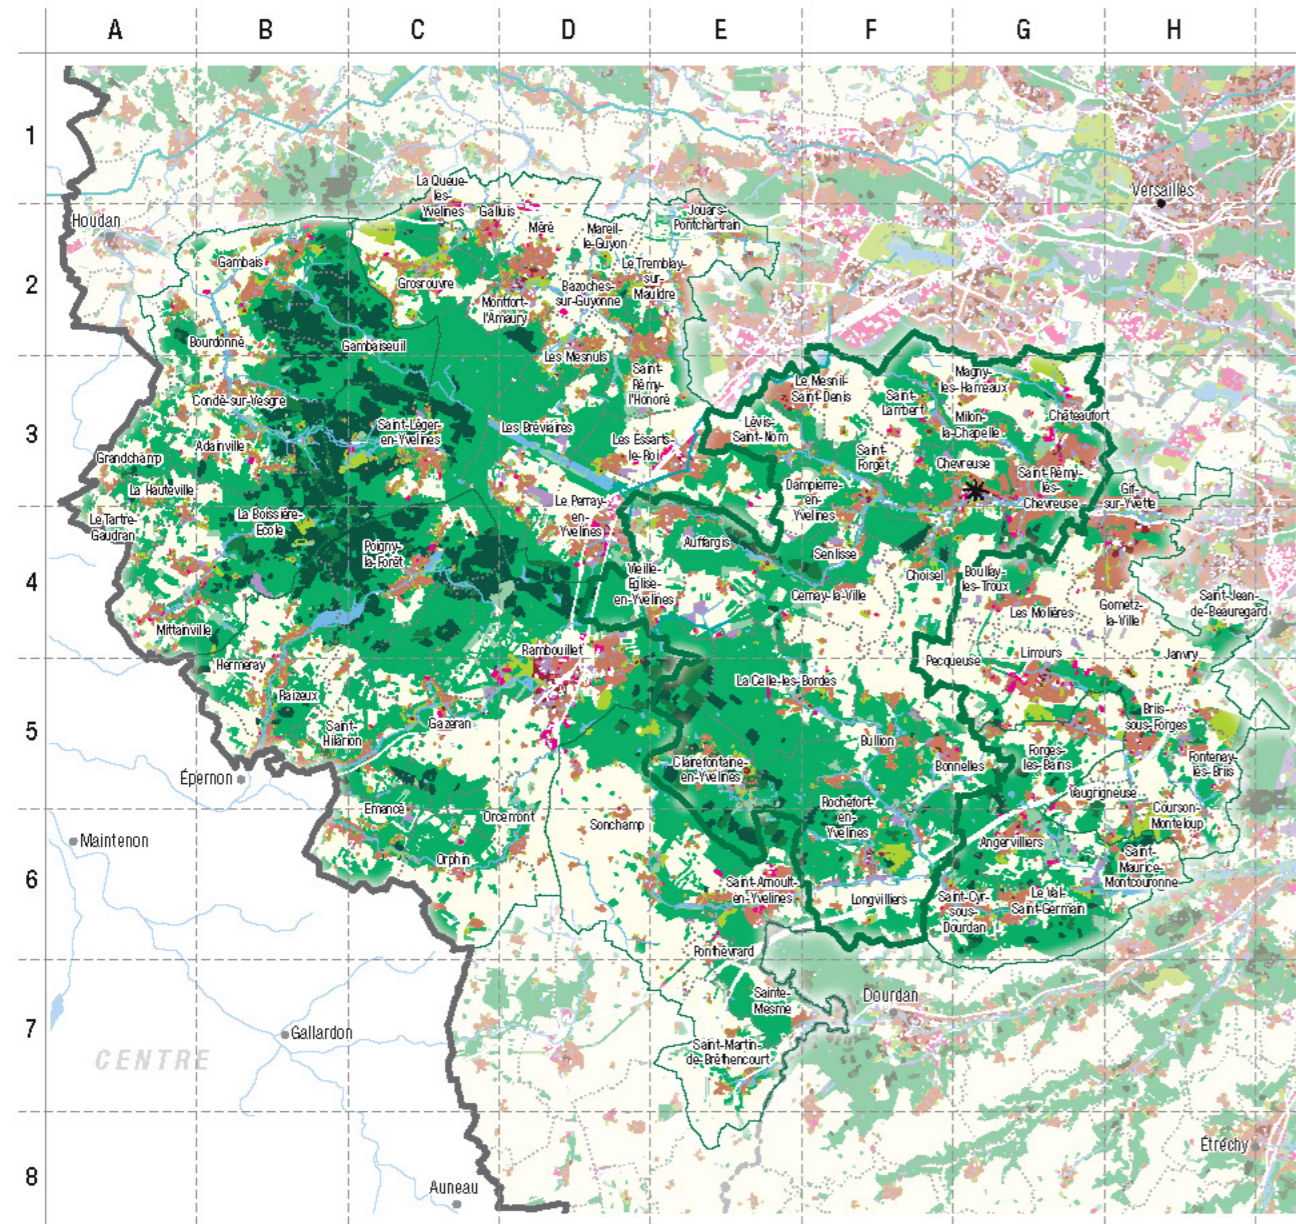 A B C D E F G H
1
La Queue-
les-
Yvelines
Galluis
Versailles
Houdan
Jouars-
Pontchartrain
Méré
Mareil-
le-Guyon
2
Gambais
Grosrouvre
Le Tremblay-
sur-
Mauldre
Bazoches-
sur-Guyonne
Montfort-
l'Amaury
Bourdonné
Gambaiseuil
Les Mesnuls
Saint-
Rémy-
l'Honoré
Le Mesnil-
Saint-Denis
Magny-
les-Hameaux
Condé-sur-Vesgre
Saint-
Lambert
Milon-
la-Chapelle
Châteaufort
3
Adainville
Saint-Léger-
en-Yvelines
Les Bréviaires
Les Essarts-
le-Roi
Lévis-
Saint-Nom
Saint-
Forget
Chevreuse
Grandchamp
La Hauteville
Saint-Rémy-
lès-
Chevreuse
Gif-
sur-Yvette
Dampierre-
en-
Yvelines
Le Perray-
en-
Yvelines
Le Tartre-
Gaudran
La Boissière-
Ecole
Poigny-
la-Forêt
Auffargis
Senlisse
4
Choisel
Boullay-
les-Troux
Vieille-
Eglise-
en-Yvelines
Cernay-la-Ville
Les Molières
Gometz-
la-Ville
Saint-Jean-
de-Beauregard
Mittainville
Hermeray
Rambouillet
Pecqueuse
Limours
Janvry
La Celle-les-Bordes
Raizeux
5
Saint-
Hilarion
Gazeran
Bullion
Briis-
sous-Forges
Clairefontaine-
en-Yvelines
Bonnelles
Forges-
les-Bains
Fontenay-
lès-Briis
Épernon
Vaugrigneuse
Emancé
Orcemont
Sonchamp
Rochefort-
en-
Yvelines
Courson-
Monteloup
Maintenon
Angervilliers
Orphin
6
Saint-
Maurice-
Montcouronne
Saint-Arnoult-
en-Yvelines
Longvilliers
Saint-Cyr-
sous-
Dourdan
Le Val-
Saint-Germain
Ponthévrard
Sainte-
Mesme
Dourdan
7
Gallardon
CENTRE
Saint-Martin-
de-Bréthencourt
Étréchy
8
Auneau